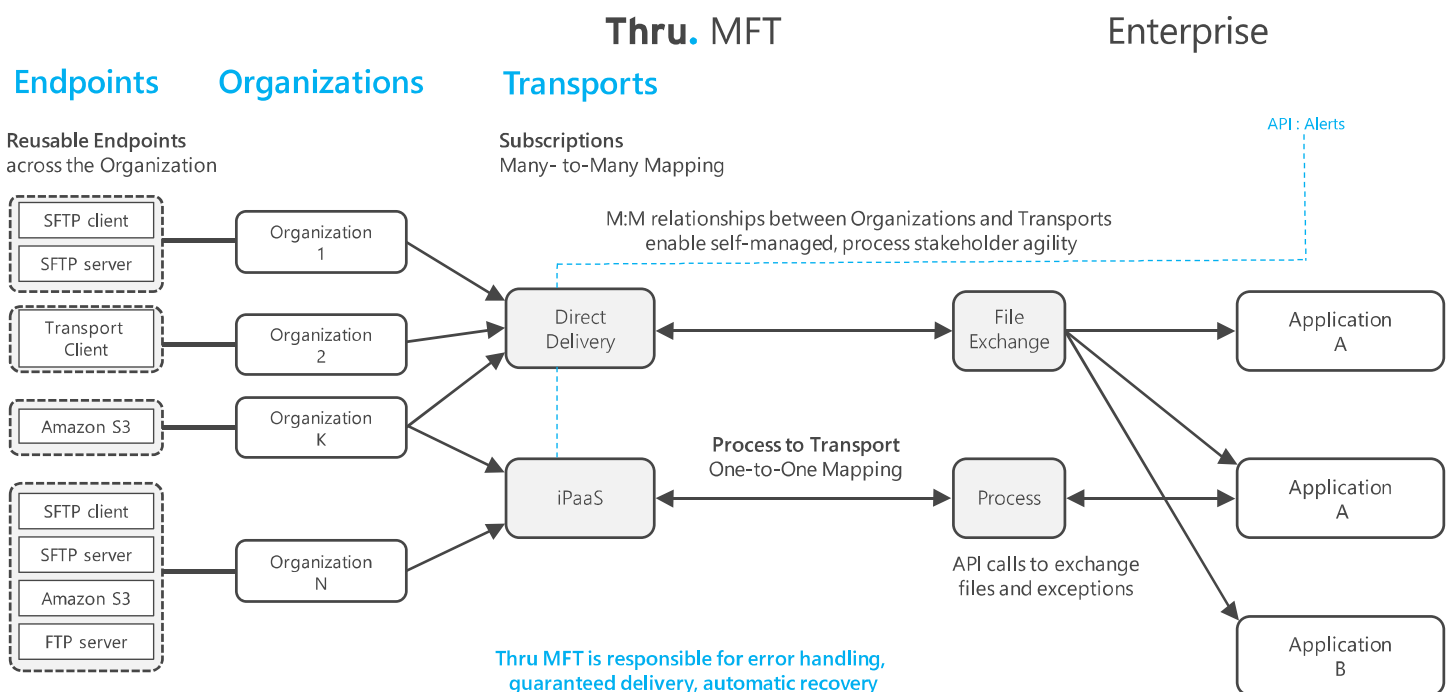 Thru. MFT
Enterprise
Endpoints
Organizations
Transports
API : Alerts
Reusable Endpoints
across the Organization
Subscriptions
Many- to-Many Mapping
M:M relationships between Organizations and Transports
enable self-managed, process stakeholder agility
SFTP client
SFTP server
Organization
1
Transport
Client
Organization
2
Direct
Delivery
File
Exchange
Application
A
Amazon S3
Organization
K
Process to Transport
One-to-One Mapping
iPaaS
Process
Application
A
SFTP client
SFTP server
Amazon S3
FTP server
Organization
N
API calls to exchange
files and exceptions
Application
B
Thru MFT is responsible for error handling,
guaranteed delivery, automatic recovery